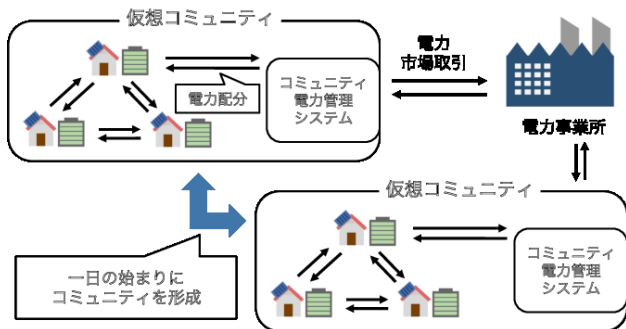 仮想コミュニティ
電力
市場取引
コミュニティ
電力管理
システム
電力配分
電力事業所
仮想コミュニティ
一日の始まりに
コミュニティを形成
コミュニティ
電力管理
システム